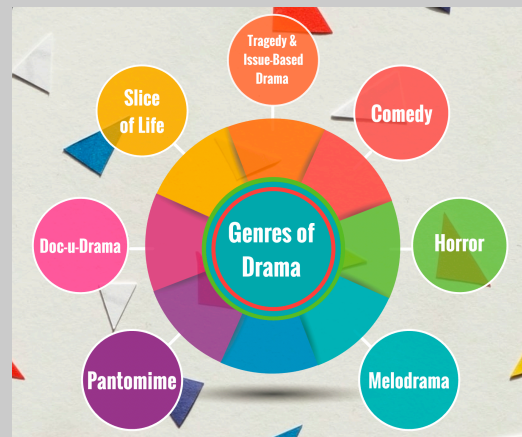 Tragedy &
Issue-Based
Drama
Slice
of Life
Comedy
Doc-u-Drama
Genres of
Drama
Horror
Pantomime
Melodrama